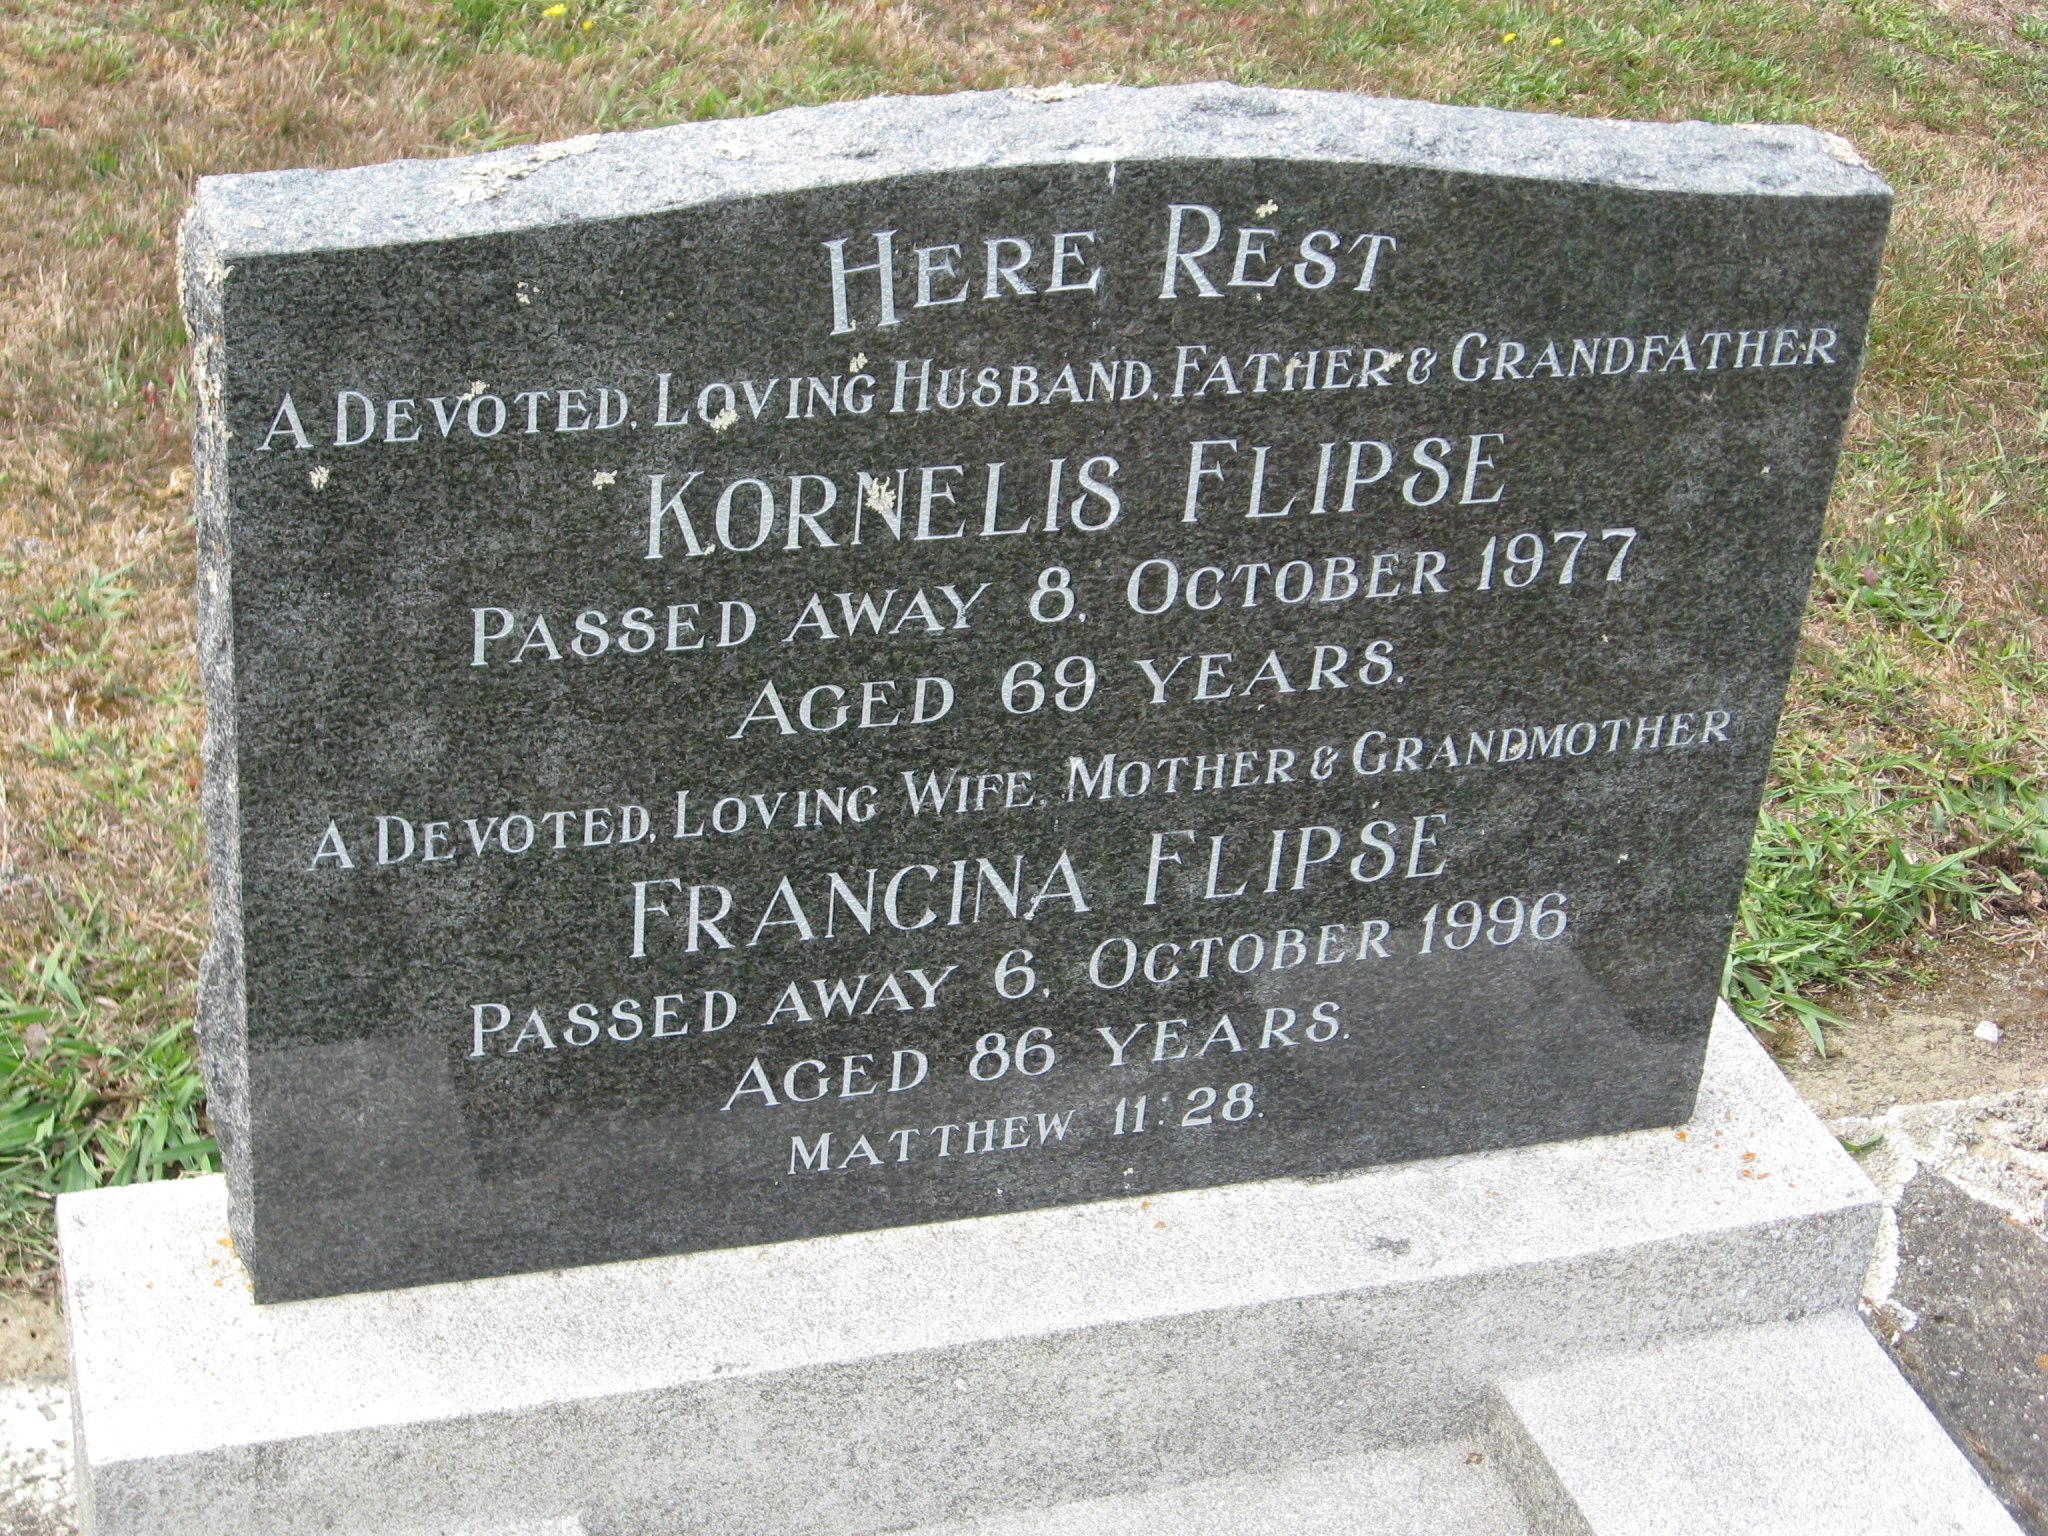 HERE REST
A DEVOTED, LOVING HUSBAND, FATHER & GRANDFATHER
KORNELIS FLIPSE
PASSED AWAY 8, OCTOBER 1977
AGED 69 YEARS.
A DEVOTED, LOVING WIFE, MOTHER & GRANDMOTHER
FRANCINA FLIPSE
PASSED AWAY 6, OCTOBER 1996
AGED 86 YEARS.
MATTHEW 11:28.